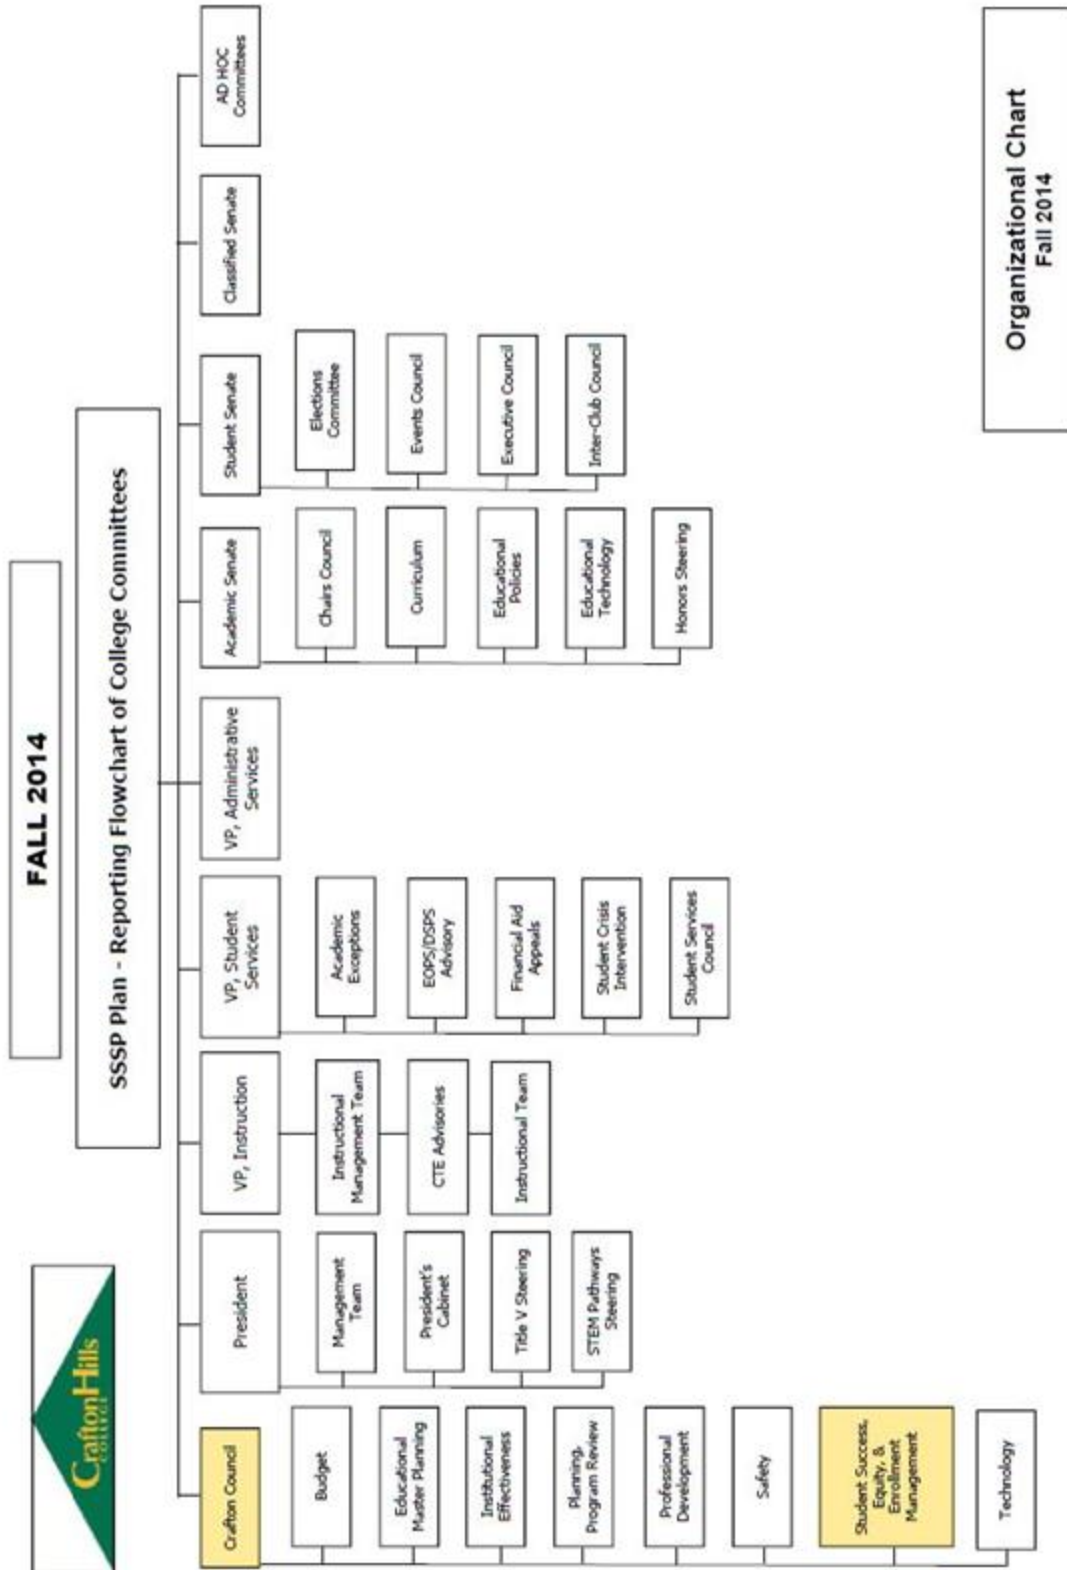 FALL 2014
CraftonHills
COLLEGE
SSSP Plan - Reporting Flowchart of College Committees
Crafton Council
Budget
Educational
Master Planning
Institutional
Effectiveness
Planning,
Program Review
Professional
Development
Safety
Student Success,
Equity, &
Enrollment
Management
Technology
President
Management
Team
President's
Cabinet
Title V Steering
STEM Pathways
Steering
VP, Instruction
Instructional
Management Team
CTE Advisories
Instructional Team
VP, Student
Services
Academic
Exceptions
EOPS/DSPS
Advisory
Financial Aid
Appeals
Student Crisis
Intervention
Student Services
Council
VP, Administrative
Services
Academic Senate
Chairs Council
Curriculum
Educational
Policies
Educational
Technology
Honors Steering
Student Senate
Elections
Committee
Events Council
Executive Council
Inter-Club Council
Classified Senate
AD HOC
Committees
Organizational Chart
Fall 2014